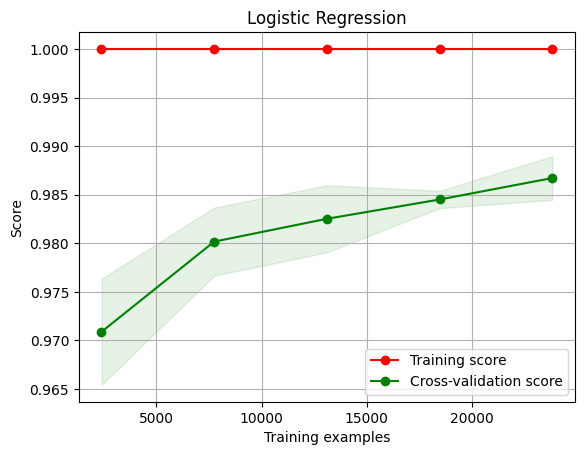 Logistic Regression
1.000
0.995
0.990
0.985
0.980
0.975
0.970
0.965
Score
Training score
Cross-validation score
5000 10000 15000 20000
Training examples